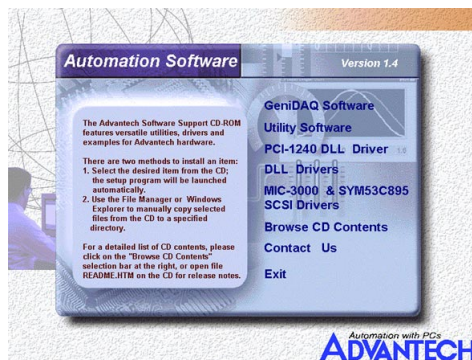 Automation Software
Version 1.4
The Advantech Software Support CD-ROM
features versatile utilities, drivers and
examples for Advantech hardware.
There are two methods to install an item:
1. Select the desired item from the CD;
the setup program will be launched
automatically.
2. Use the File Manager or Windows
Explorer to manually copy selected
files from the CD to a specified
directory.
For a detailed list of CD contents, please
click on the "Browse CD Contents"
selection bar at the right, or open file
README.HTM on the CD for release notes.
GeniDAQ Software
Utility Software
PCI-1240 DLL Driver
DLL Drivers
MIC-3000 & SYM53C895
SCSI Drivers
Browse CD Contents
Contact Us
Exit
Automation with PCs
ADVANTECH